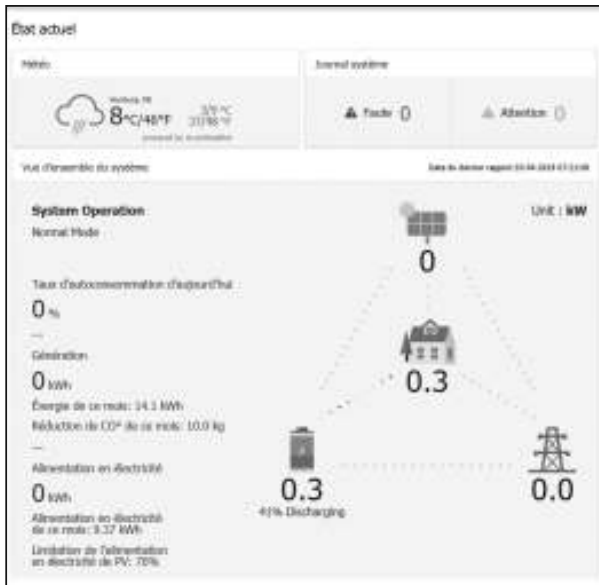 État actuel
Météo
Journal système
8°C/46°F
Faute 0
Attention 0
Vue d'ensemble du système
System Operation
Unit : kW
Normal Mode
0
Taux d'autoconsommation d'aujourd'hui
0 %
---
0.3
Génération
0 kWh
Énergie de ce mois: 14.1 kWh
Réduction de CO² de ce mois: 10.0 kg
---
Alimentation en électricité
0 kWh
0.3
0.0
Discharging
Alimentation en électricité
de ce mois: 9.37 kWh
Limitation de l'alimentation
en électricité de PV: 70%